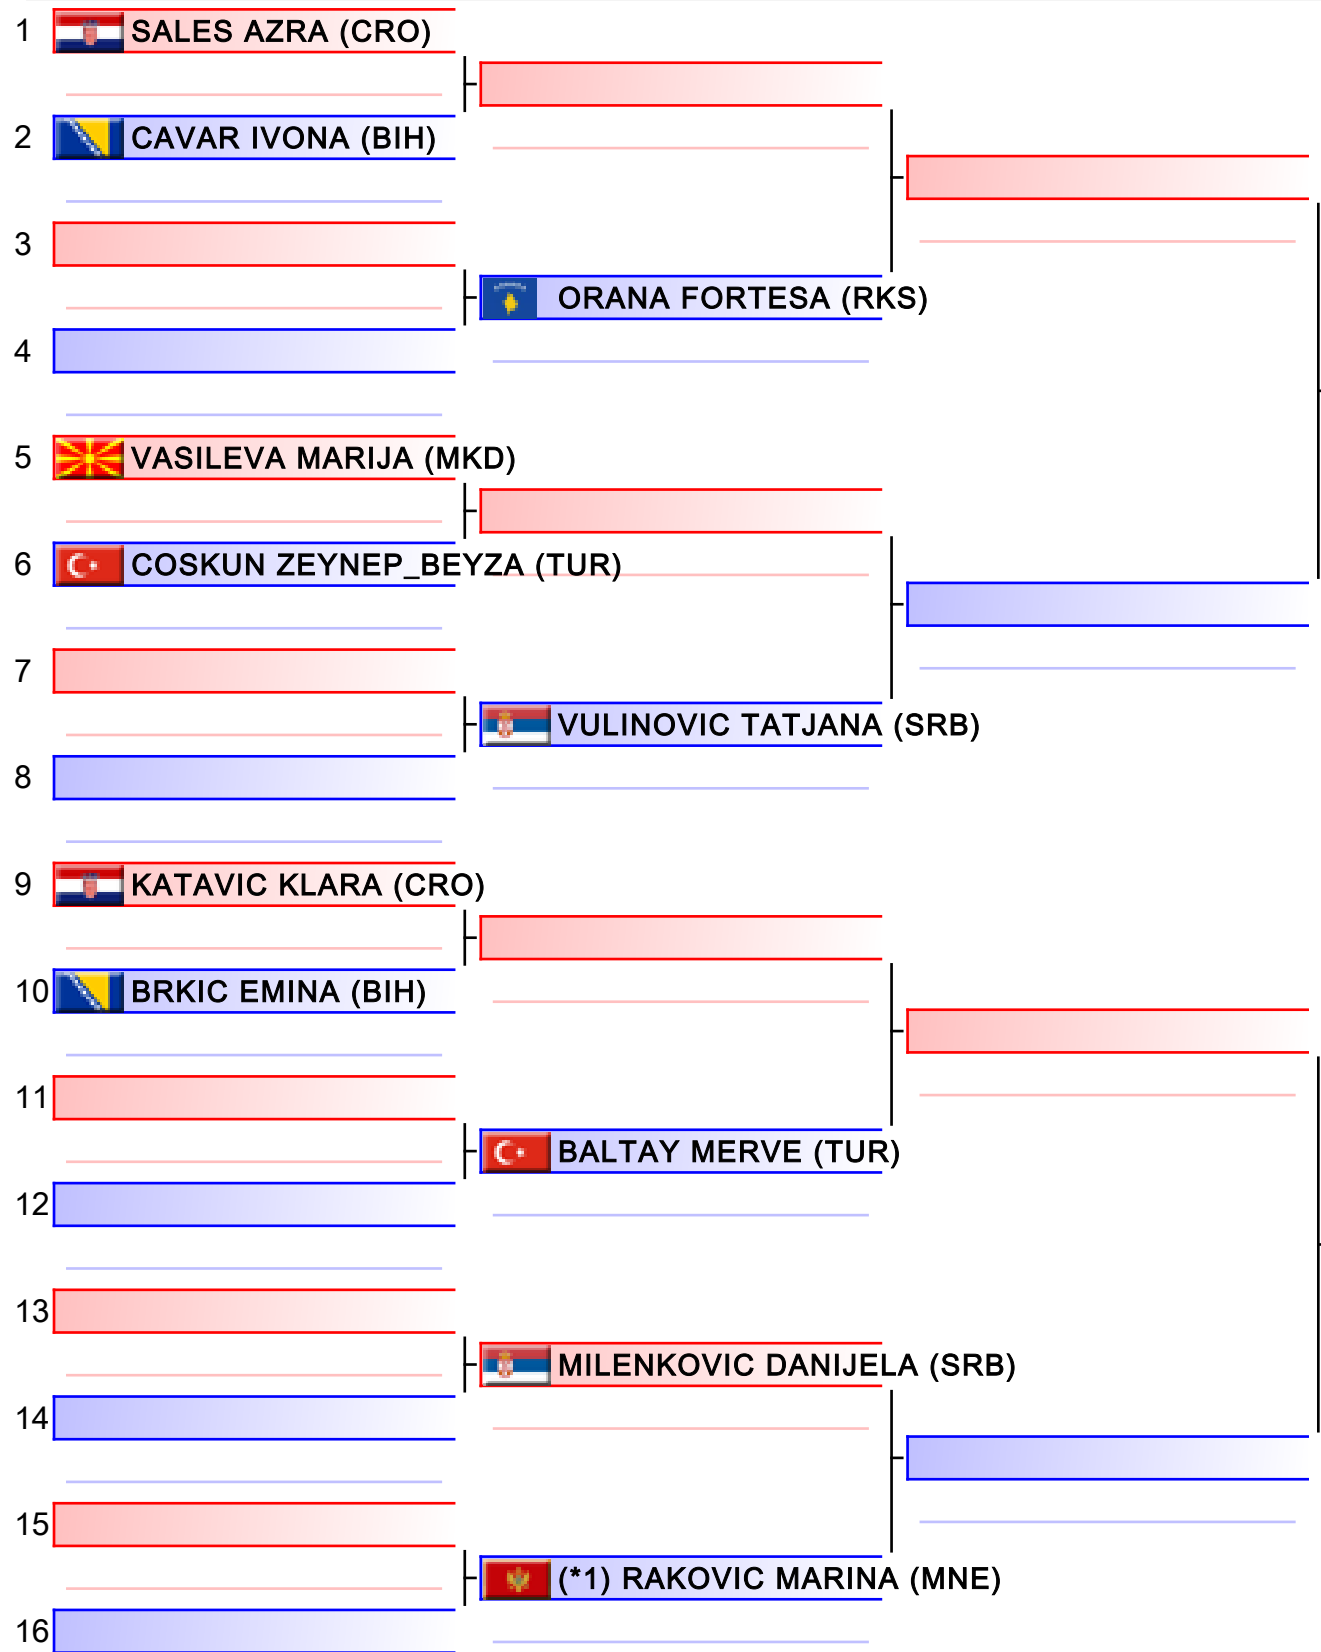 1 SALES AZRA (CRO)
2 CAVAR IVONA (BIH)
3
ORANA FORTESA (RKS)
4
5 VASILEVA MARIJA (MKD)
6 COSKUN ZEYNEP_BEYZA (TUR)
7
VULINOVIC TATJANA (SRB)
8
9 KATAVIC KLARA (CRO)
10 BRKIC EMINA (BIH)
11
BALTAY MERVE (TUR)
12
13
MILENKOVIC DANIJELA (SRB)
14
15
(*1) RAKOVIC MARINA (MNE)
16